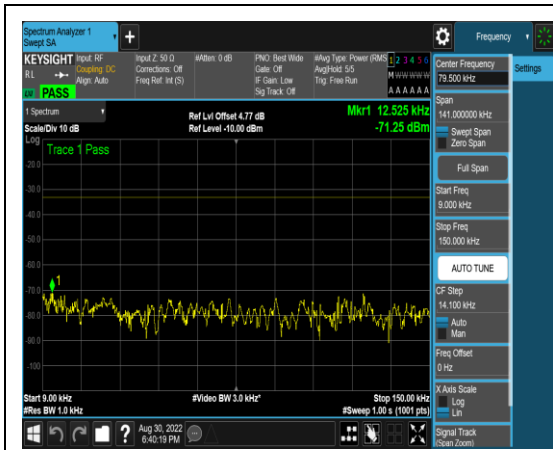 Spectrum Analyzer 1
Swept SA
Frequency
KEYSIGHT
Input: RF
Coupling: DC
Align: Auto
Input Z: 50 Ω
Corrections: Off
Freq Ref: Int (S)
#Atten: 0 dB
PNO: Best Wide
Gate: Off
IF Gain: Low
Sig Track: Off
#Avg Type: Power (RMS
Avg|Hold: 5/5
Trig: Free Run
1 2 3 4 5 6
M W W W W W
A A A A A A
RL
PASS
1 Spectrum
Scale/Div 10 dB
Ref Lvl Offset 4.77 dB
Ref Level -10.00 dBm
Mkr1 12.525 kHz
-71.25 dBm
Log
Trace 1 Pass
-20.0
-30.0
-40.0
-50.0
-60.0
-70.0
-80.0
-90.0
-100
1
Start 9.00 kHz
#Res BW 1.0 kHz
#Video BW 3.0 kHz*
Stop 150.00 kHz
#Sweep 1.00 s (1001 pts)
Aug 30, 2022
6:40:19 PM
?
Center Frequency
79.500 kHz
Settings
Span
141.000000 kHz
Swept Span
Zero Span
Full Span
Start Freq
9.000 kHz
Stop Freq
150.000 kHz
AUTO TUNE
CF Step
14.100 kHz
Auto
Man
Freq Offset
0 Hz
X Axis Scale
Log
Lin
Signal Track
(Span Zoom)